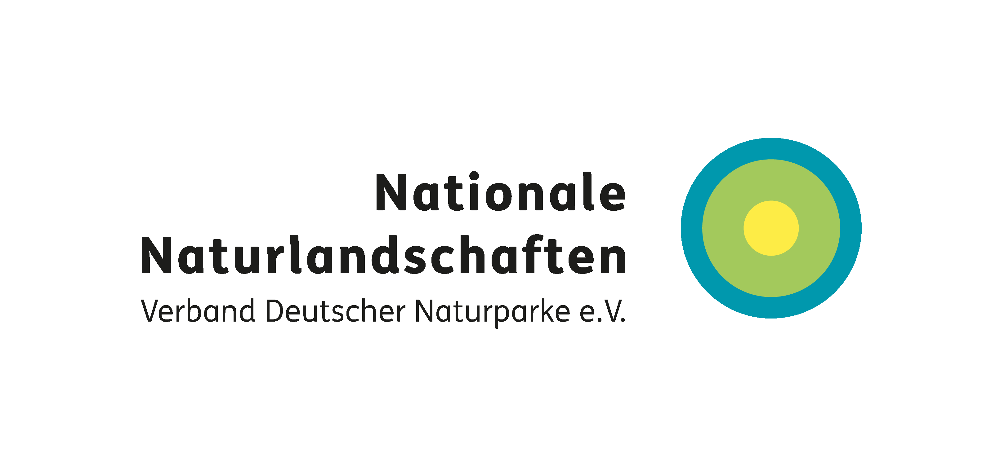 Nationale
Naturlandschaften
Verband Deutscher Naturparke e.V.